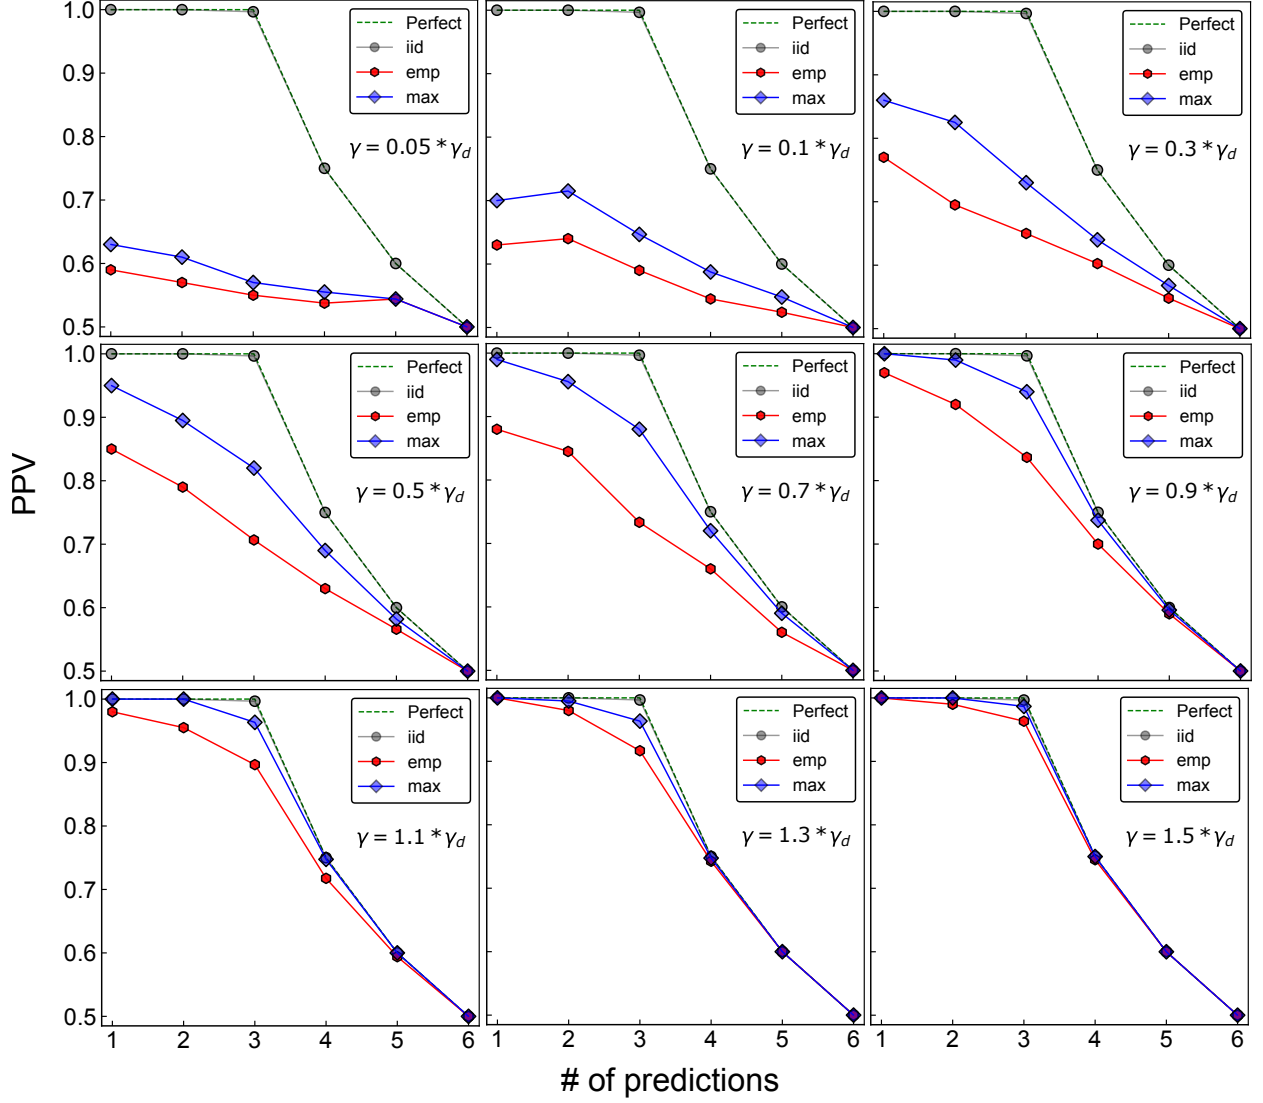 1.0
0.9
0.8
0.7
0.6
0.5
Perfect
iid
emp
max
γ = 0.05 * γd
Perfect
iid
emp
max
γ = 0.1 * γd
Perfect
iid
emp
max
γ = 0.3 * γd
PPV
1.0
0.9
0.8
0.7
0.6
0.5
Perfect
iid
emp
max
γ = 0.5 * γd
Perfect
iid
emp
max
γ = 0.7 * γd
Perfect
iid
emp
max
γ = 0.9 * γd
1.0
0.9
0.8
0.7
0.6
0.5
Perfect
iid
emp
max
γ = 1.1 * γd
1 2 3 4 5 6
Perfect
iid
emp
max
γ = 1.3 * γd
1 2 3 4 5 6
Perfect
iid
emp
max
γ = 1.5 * γd
1 2 3 4 5 6
# of predictions